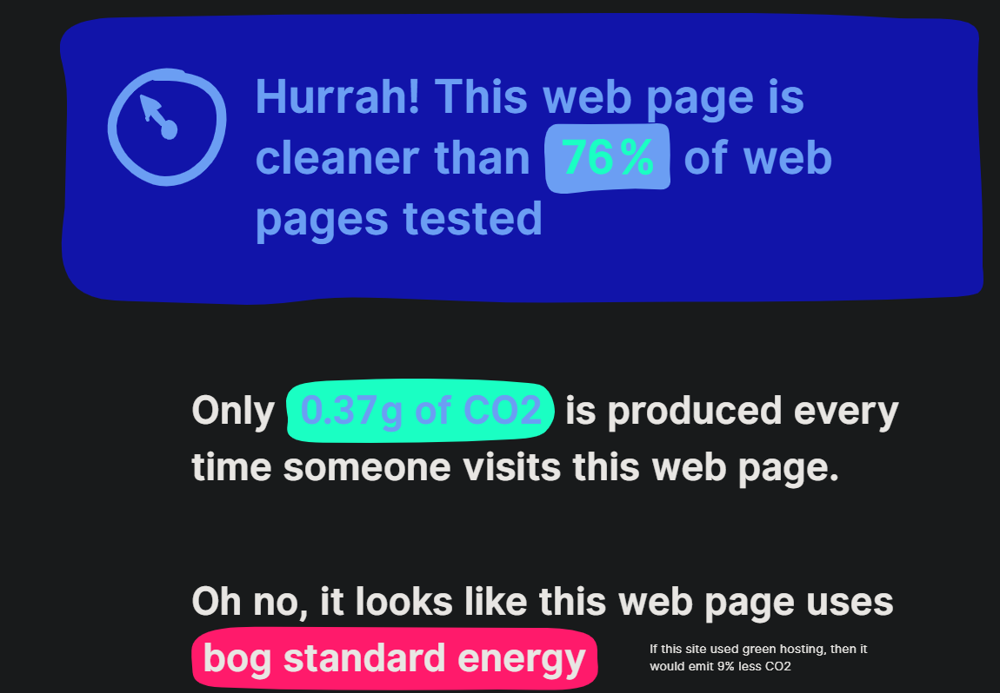 Hurrah! This web page is
cleaner than 76% of web
pages tested
Only 0.37g of CO2 is produced every
time someone visits this web page.
Oh no, it looks like this web page uses
bog standard energy
If this site used green hosting, then it
would emit 9% less CO2